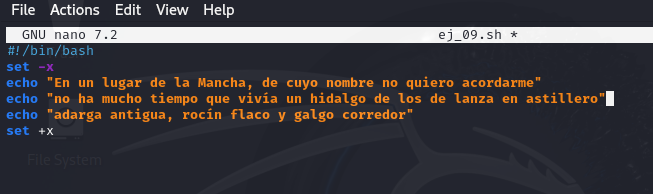 File Actions Edit View Help
GNU nano 7.2 ej_09.sh *
#!/bin/bash
set -x
echo "En un lugar de la Mancha, de cuyo nombre no quiero acordarme"
echo "no ha mucho tiempo que vivía un hidalgo de los de lanza en astillero"
echo "adarga antigua, rocín flaco y galgo corredor"
set +x
File System